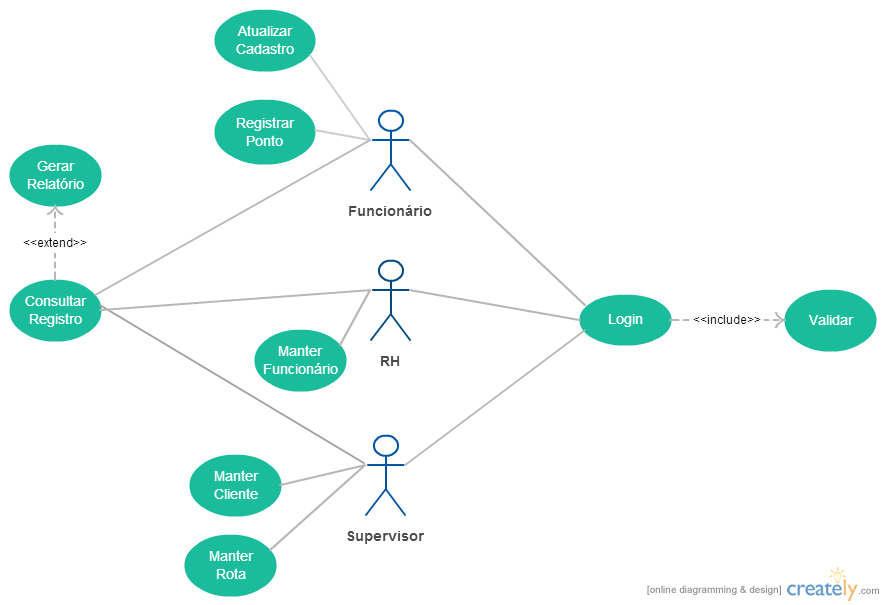 Atualizar
Cadastro
Registrar
Ponto
Gerar
Relatório
Funcionário
<<extend>>
Consultar
Registro
Login
<<include>>
Validar
Manter
Funcionário
RH
Manter
Cliente
Supervisor
Manter
Rota
[online diagramming & design] creately.com